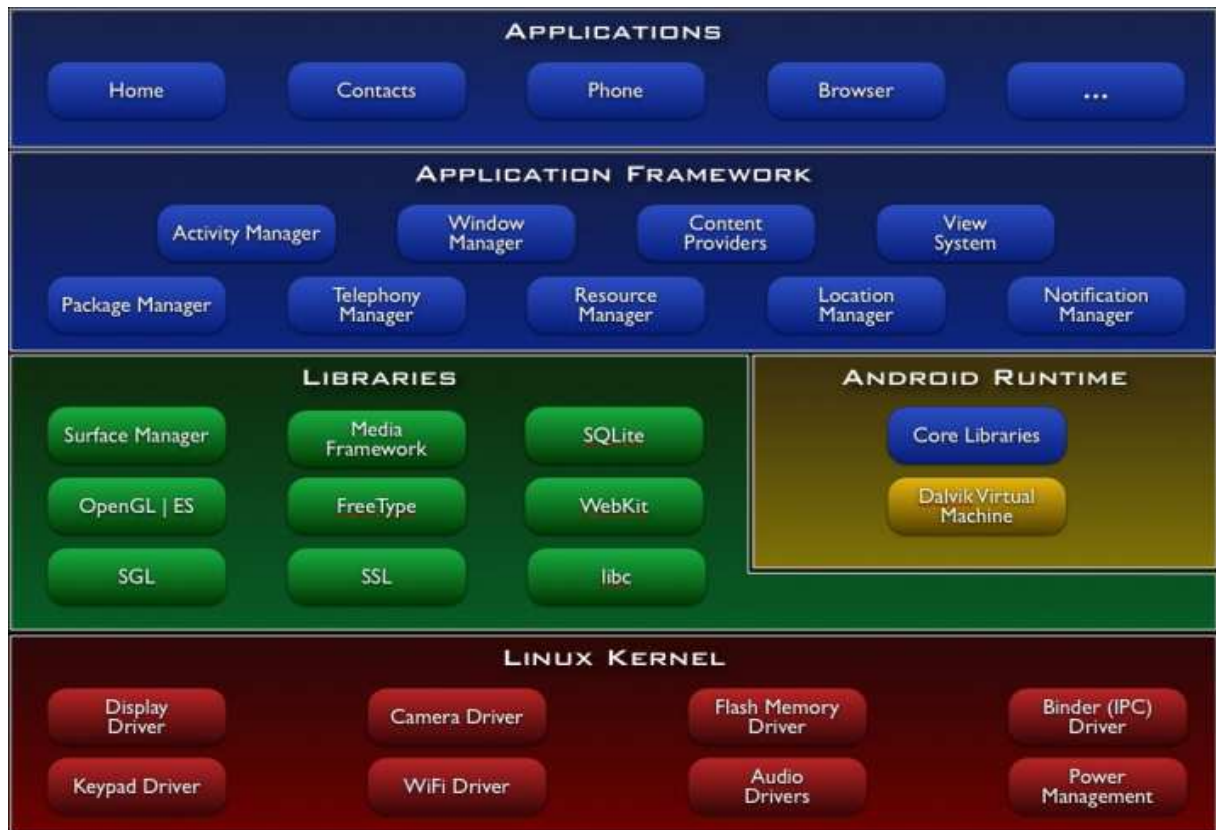 APPLICATIONS
Home
Contacts
Phone
Browser
...
APPLICATION FRAMEWORK
Activity Manager
Window
Manager
Content
Providers
View
System
Package Manager
Telephony
Manager
Resource
Manager
Location
Manager
Notification
Manager
LIBRARIES
Surface Manager
Media
Framework
SQLite
OpenGL | ES
FreeType
WebKit
SGL
SSL
libc
ANDROID RUNTIME
Core Libraries
Dalvik Virtual
Machine
LINUX KERNEL
Display
Driver
Camera Driver
Flash Memory
Driver
Binder (IPC)
Driver
Keypad Driver
WiFi Driver
Audio
Drivers
Power
Management